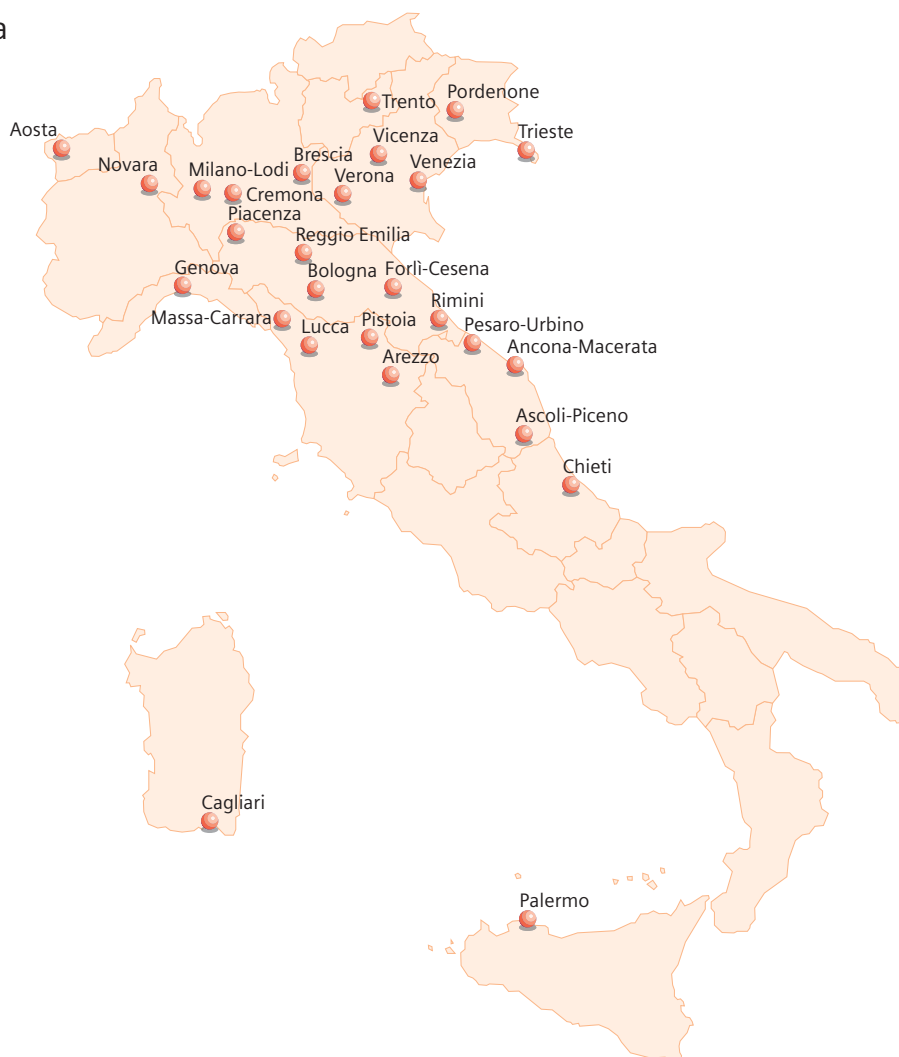 a
Pordenone
Trento
Trieste
Aosta
Vicenza
Brescia
Venezia
Novara
Milano-Lodi
Verona
Cremona
Piacenza
Reggio Emilia
Genova
Bologna
Forlì-Cesena
Rimini
Massa-Carrara
Lucca
Pistoia
Pesaro-Urbino
Ancona-Macerata
Arezzo
Ascoli-Piceno
Chieti
Cagliari
Palermo